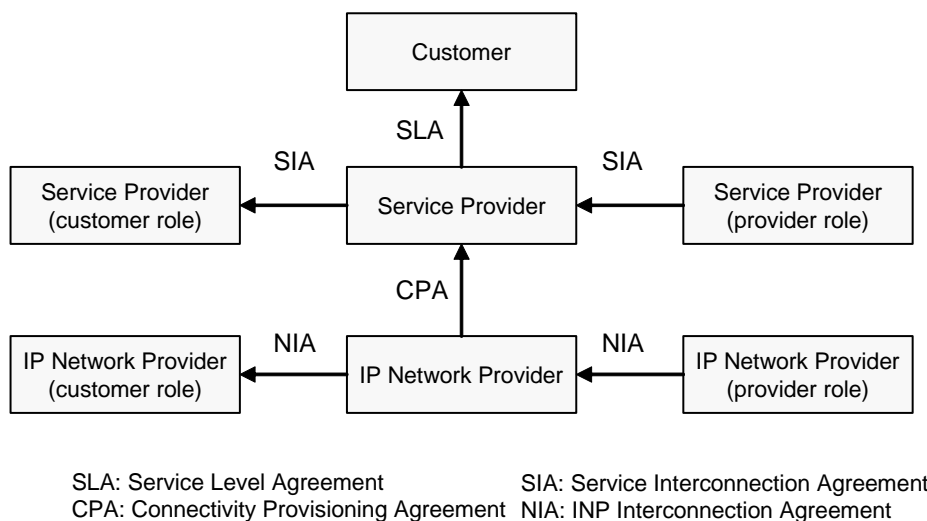 Customer
SLA
SIA
SIA
Service Provider
(customer role)
Service Provider
Service Provider
(provider role)
CPA
NIA
NIA
IP Network Provider
(customer role)
IP Network Provider
IP Network Provider
(provider role)
SLA: Service Level Agreement
SIA: Service Interconnection Agreement
CPA: Connectivity Provisioning Agreement
NIA: INP Interconnection Agreement